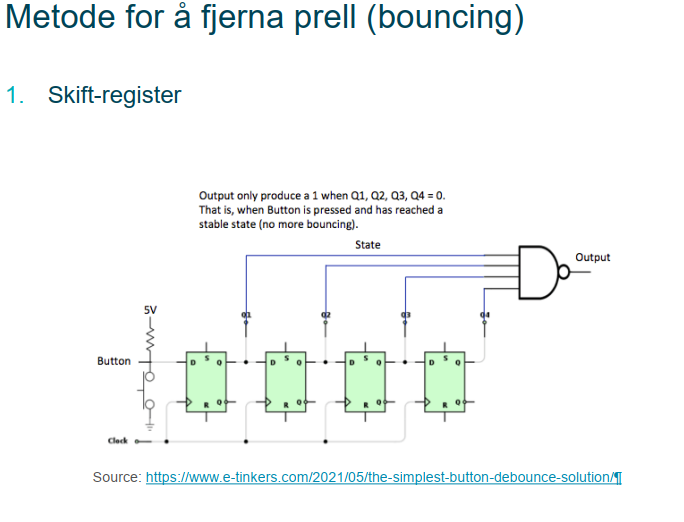 Metode for å fjerna prell (bouncing)
1. Skift-register
Output only produce a 1 when Q1, Q2, Q3, Q4 = 0.
That is, when Button is pressed and has reached a
stable state (no more bouncing).
State
Output
5V
Q1 Q2 Q3 Q4
Button
D S Q D S Q D S Q D S Q
R Q R Q R Q R Q
Clock
Source: https://www.e-tinkers.com/2021/05/the-simplest-button-debounce-solution/¶